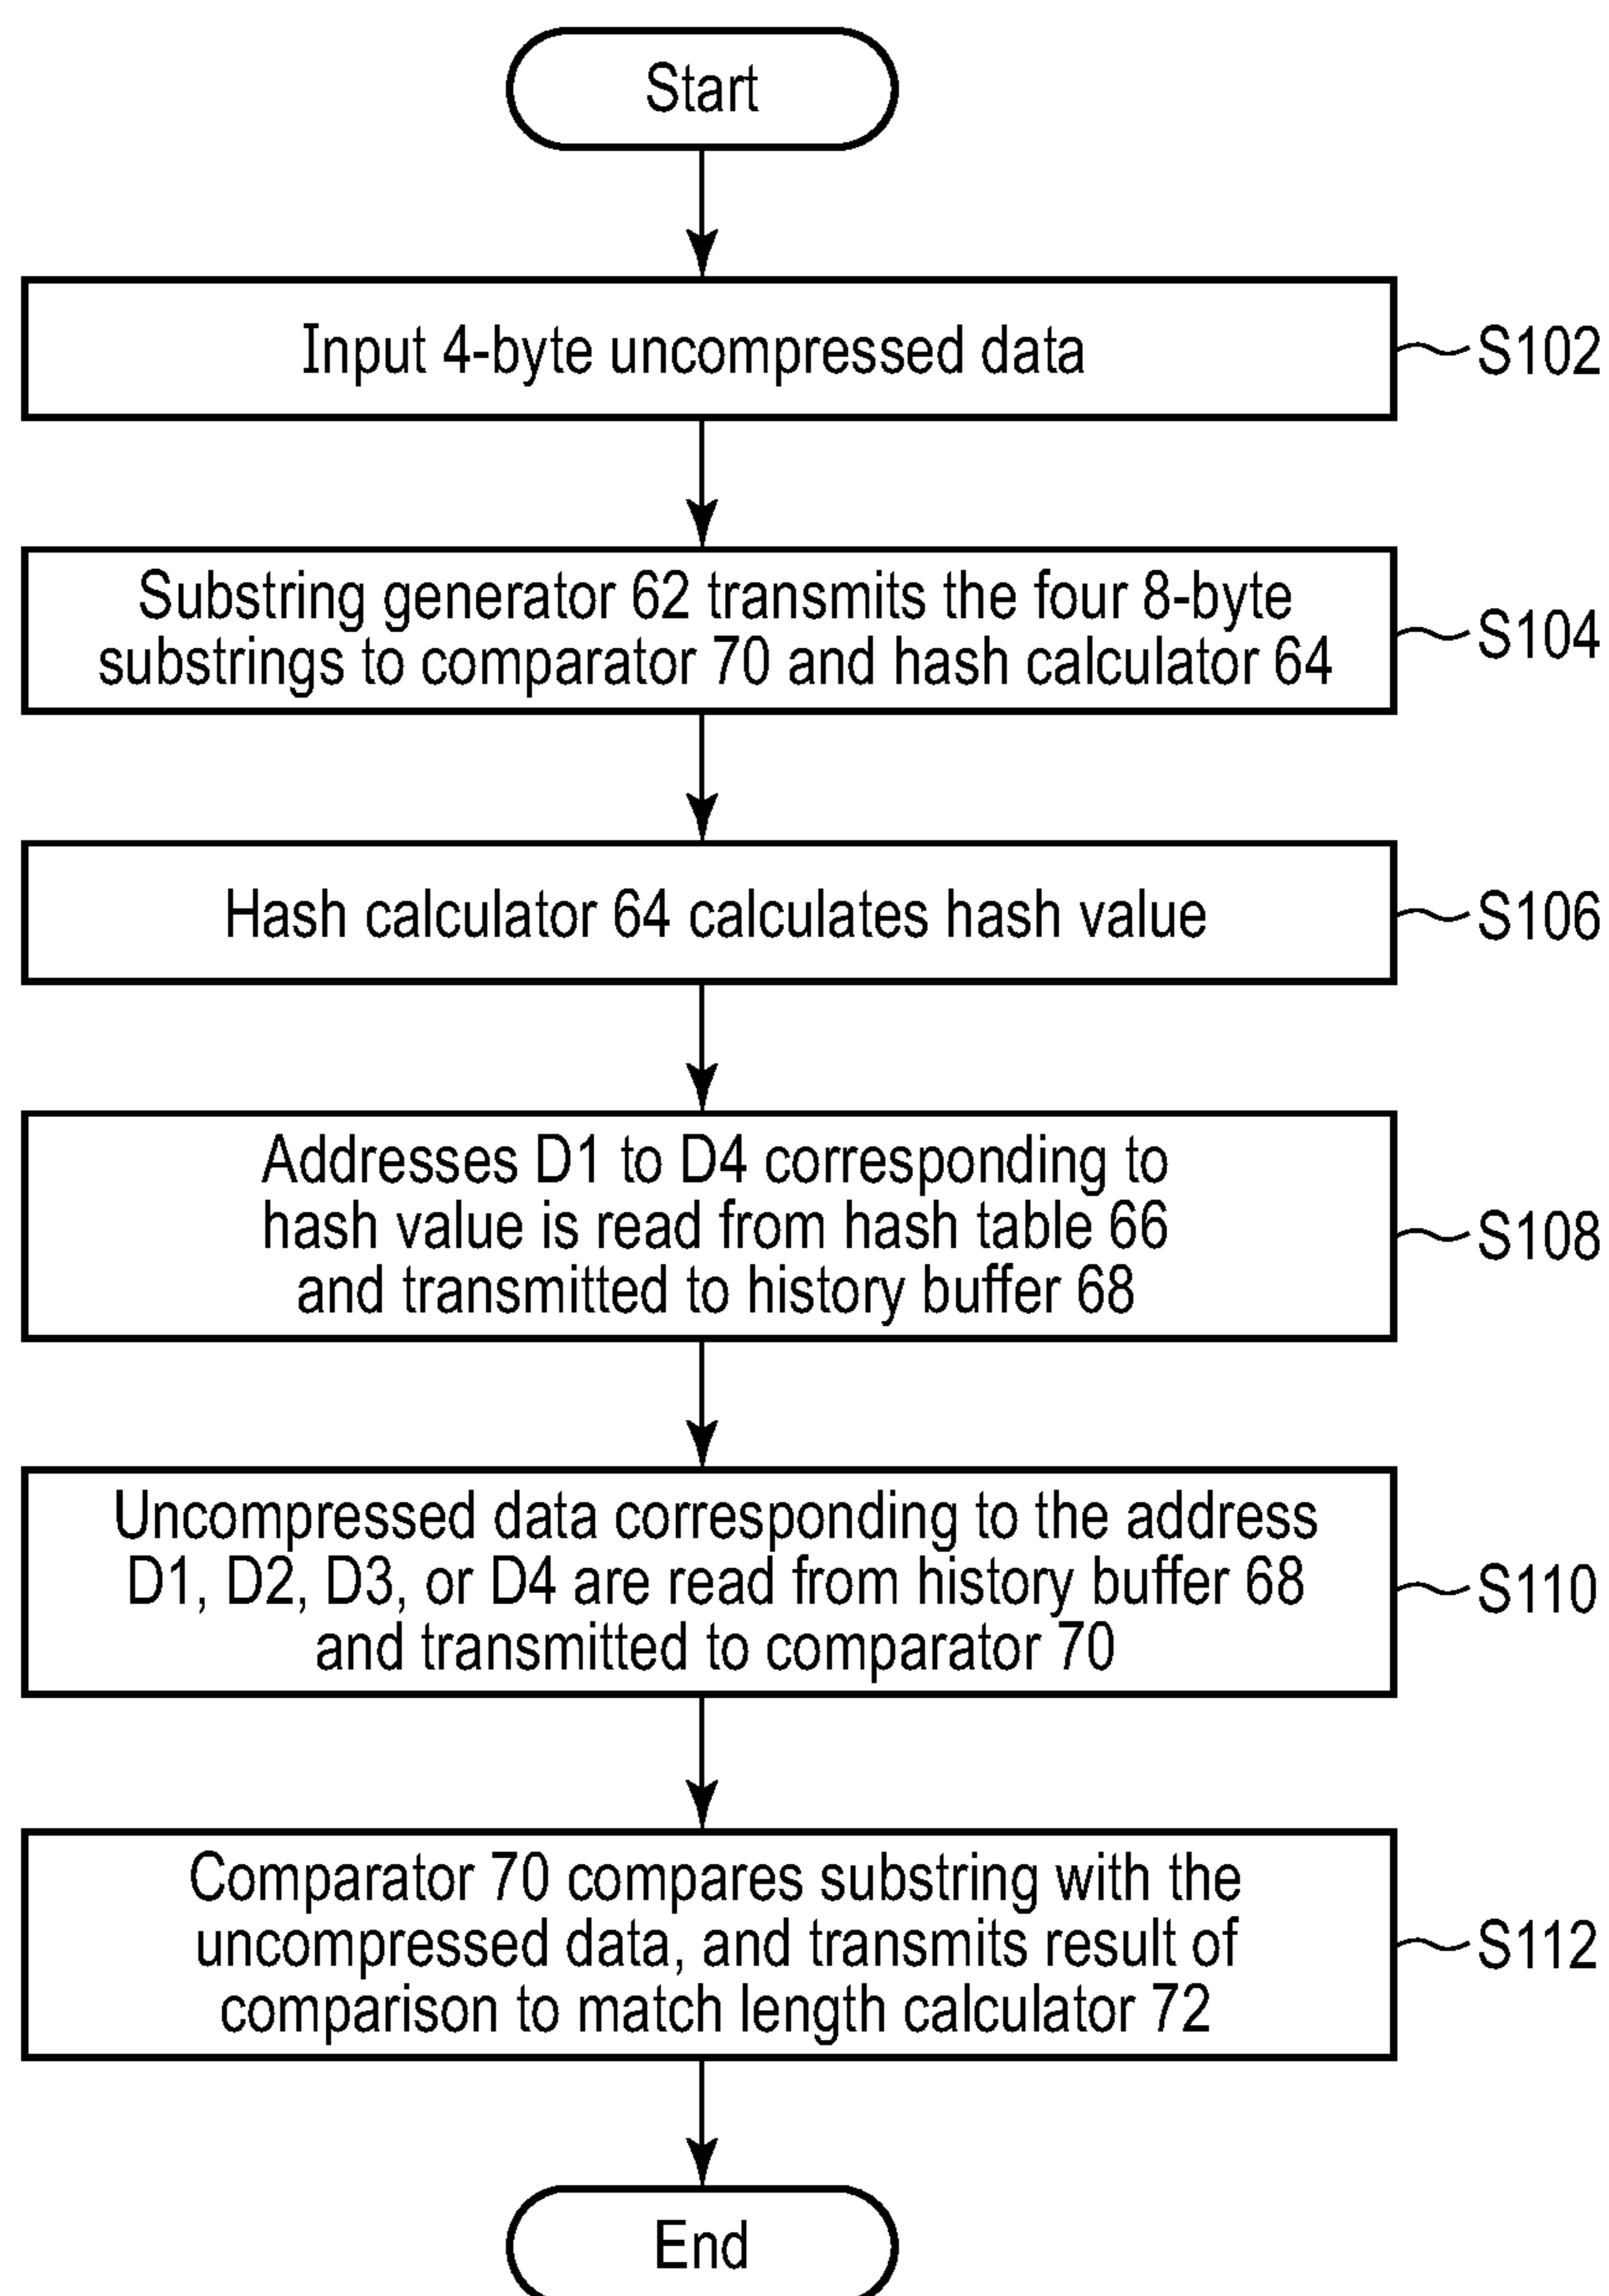 Start
Input 4-byte uncompressed data
S102
Substring generator 62 transmits the four 8-byte
substrings to comparator 70 and hash calculator 64
S104
Hash calculator 64 calculates hash value
S106
Addresses D1 to D4 corresponding to
hash value is read from hash table 66
and transmitted to history buffer 68
S108
Uncompressed data corresponding to the address
D1, D2, D3, or D4 are read from history buffer 68
and transmitted to comparator 70
S110
Comparator 70 compares substring with the
uncompressed data, and transmits result of
comparison to match length calculator 72
S112
End